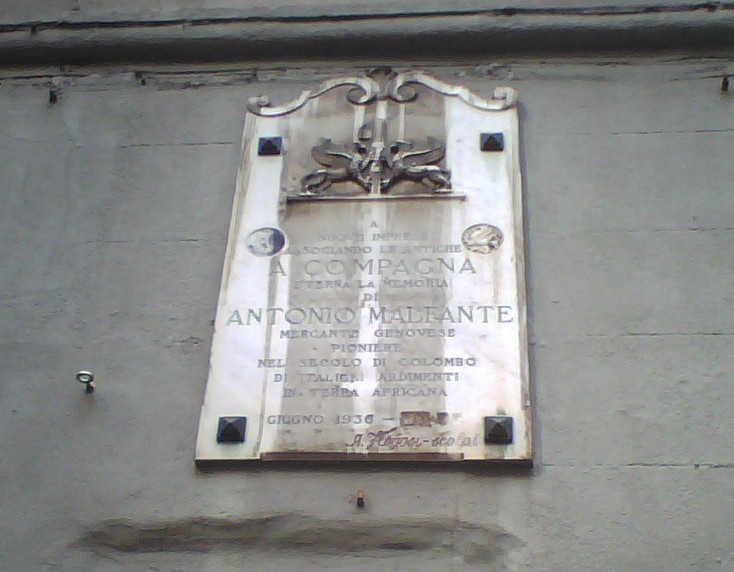 A
NUOVE IMPRESE
ASSOCIANDO LE ANTICHE
A COMPAGNA
ETERNA LA MEMORIA
DI
ANTONIO MALFANTE
MERCANTE GENOVESE
PIONIERE
NEL SECOLO DI COLOMBO
DI ITALICI ARDIMENTI
IN TERRA AFRICANA
GIUGNO 1936 -